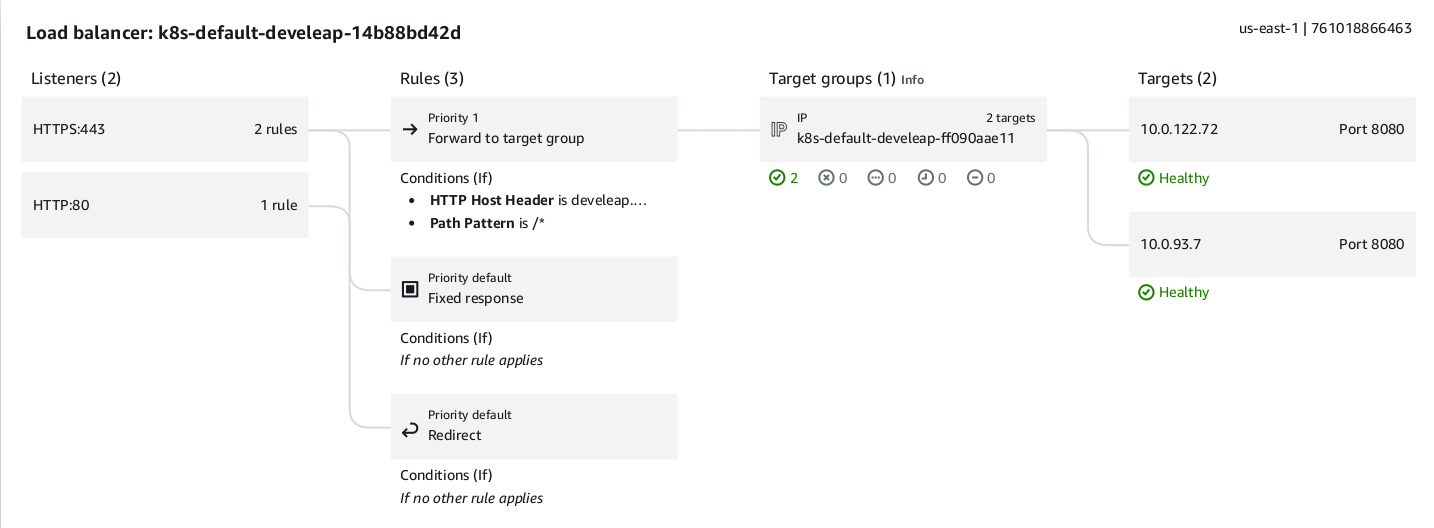 Load balancer: k8s-default-develeap-14b88bd42d
us-east-1 | 761018866463
Listeners (2)
HTTPS:443 2 rules
HTTP:80 1 rule
Rules (3)
Priority 1
Forward to target group
Conditions (If)
• HTTP Host Header is develeap....
• Path Pattern is /*
Priority default
Fixed response
Conditions (If)
If no other rule applies
Priority default
Redirect
Conditions (If)
If no other rule applies
Target groups (1) Info
IP 2 targets
IP k8s-default-develeap-ff090aae11
2 0 0 0 0
Targets (2)
10.0.122.72 Port 8080
Healthy
10.0.93.7 Port 8080
Healthy